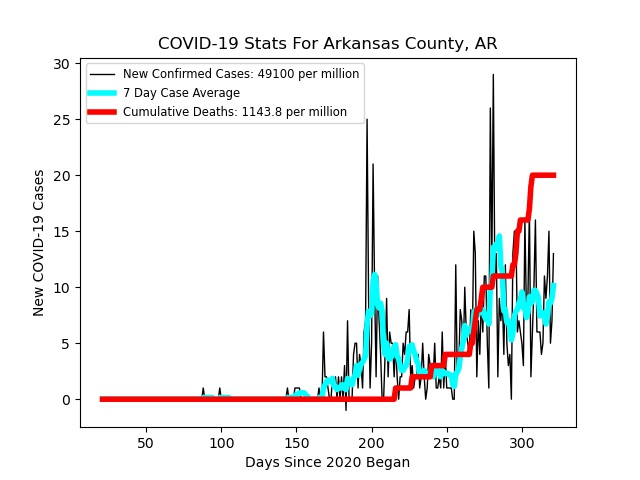 COVID-19 Stats For Arkansas County, AR
New Confirmed Cases: 49100 per million
7 Day Case Average
Cumulative Deaths: 1143.8 per million
New COVID-19 Cases
30
25
20
15
10
5
0
50 100 150 200 250 300
Days Since 2020 Began